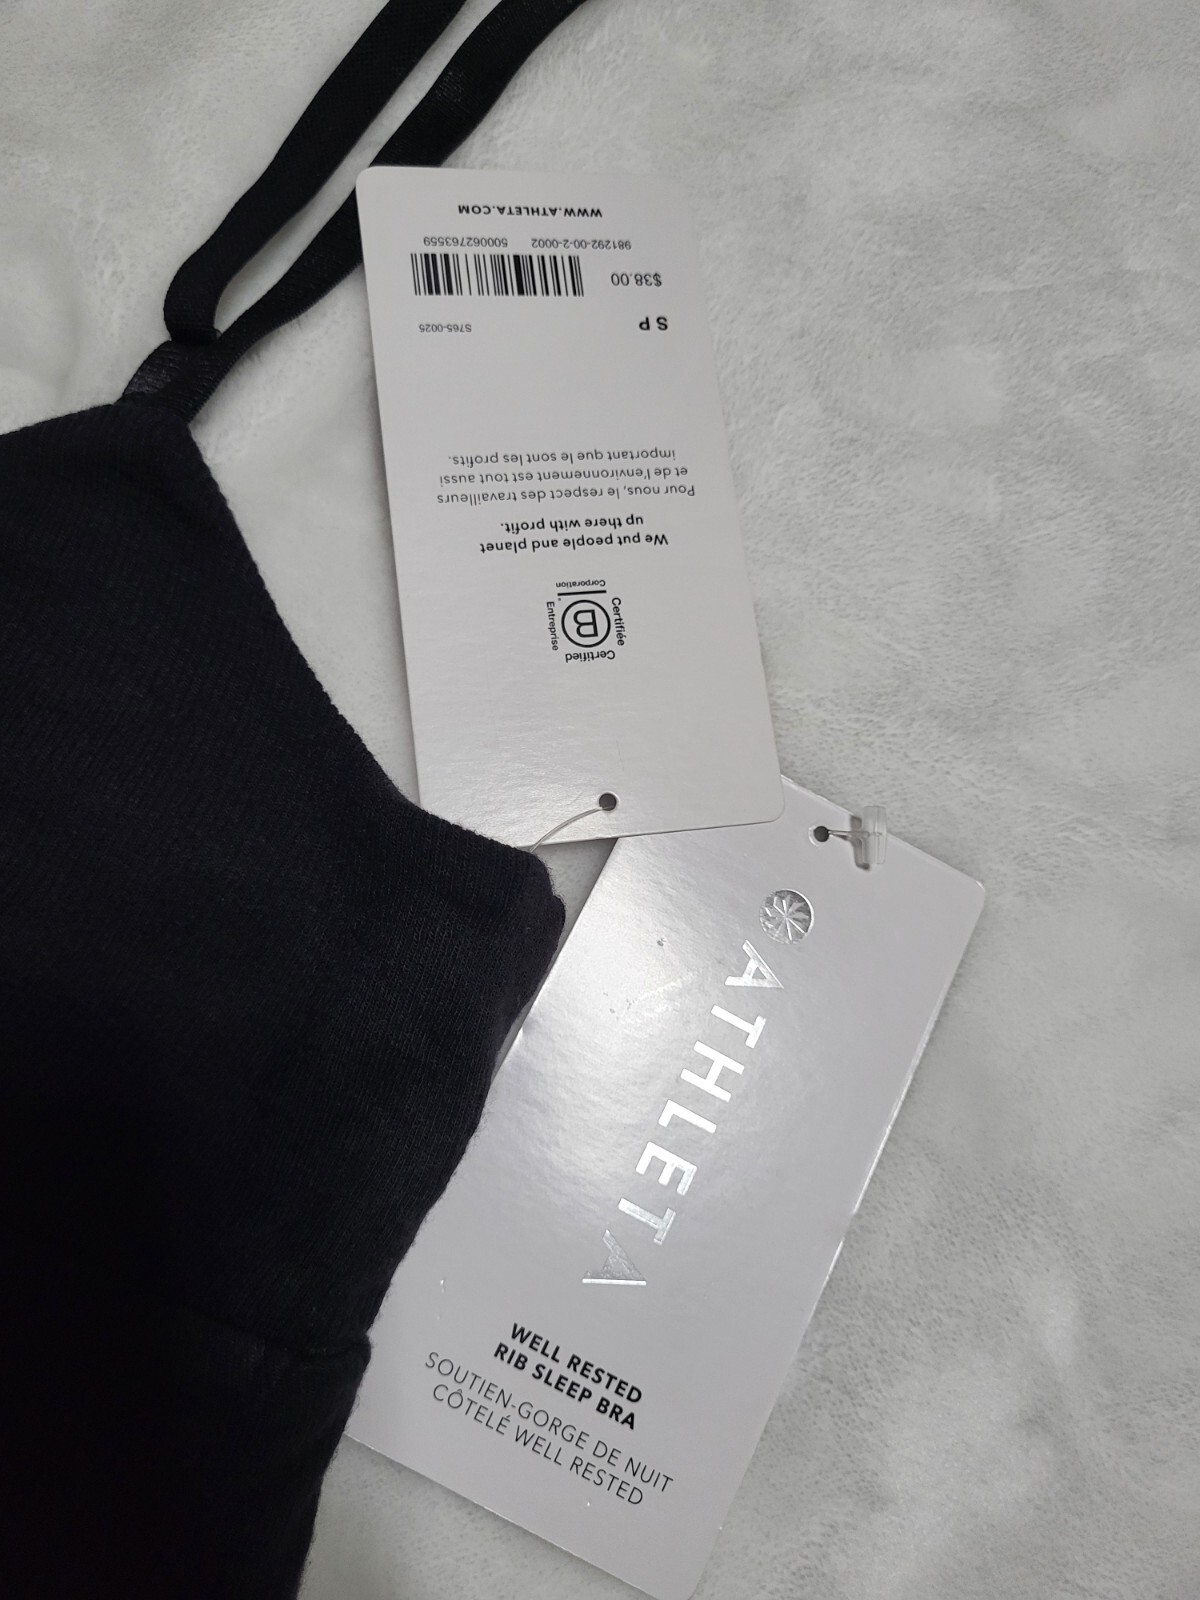 Certified
B
Certifiée
Entreprise
Corporation
We put people and planet
up there with profit.
Pour nous, le respect des travailleurs
et de l'environnement est tout aussi
important que le sont les profits.
S P
S765-0025
$38.00
981292-00-2-0002 500062763559
WWW.ATHLETA.COM
ATHLETA
WELL RESTED
RIB SLEEP BRA
SOUTIEN-GORGE DE NUIT
CÔTELÉ WELL RESTED